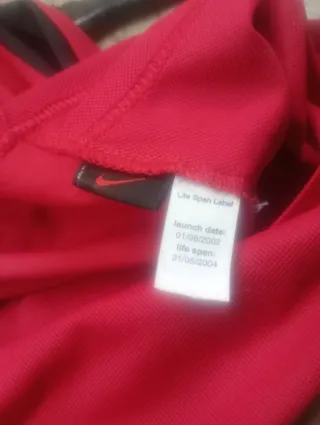 Life Span Label
launch date:
01/08/2002
life span:
31/05/2004